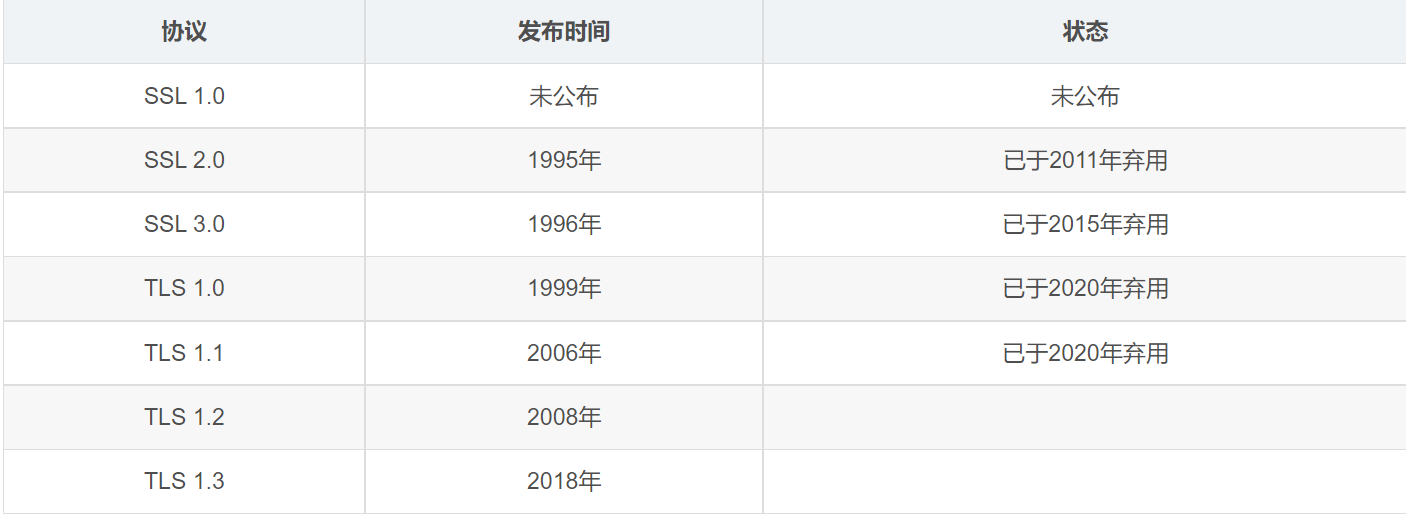 协议 发布时间 状态
SSL 1.0 未公布 未公布
SSL 2.0 1995年 已于2011年弃用
SSL 3.0 1996年 已于2015年弃用
TLS 1.0 1999年 已于2020年弃用
TLS 1.1 2006年 已于2020年弃用
TLS 1.2 2008年
TLS 1.3 2018年